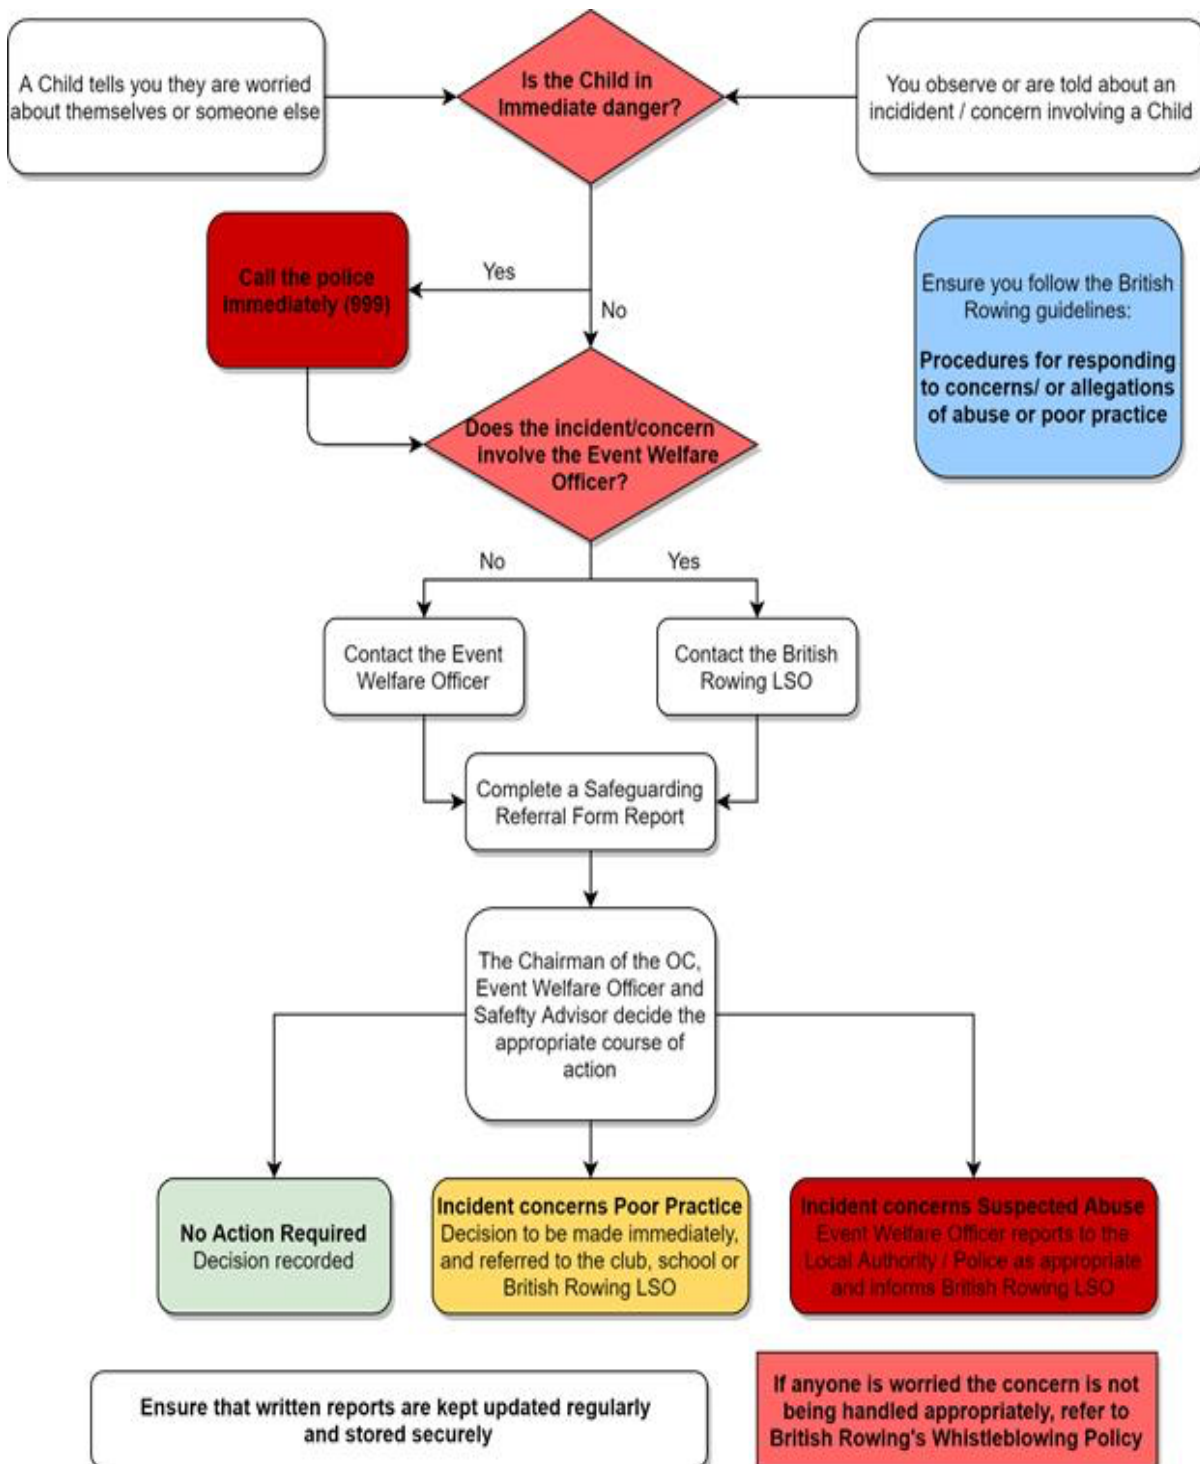 A Child tells you they are worried
about themselves or someone else
Is the Child in
Immediate danger?
You observe or are told about an
incidident / concern involving a Child
Call the police
immediately (999)
Yes
No
Ensure you follow the British
Rowing guidelines:
Procedures for responding
to concerns/ or allegations
of abuse or poor practice
Does the incident/concern
involve the Event Welfare
Officer?
No
Yes
Contact the Event
Welfare Officer
Contact the British
Rowing LSO
Complete a Safeguarding
Referral Form Report
The Chairman of the OC,
Event Welfare Officer and
Safefty Advisor decide the
appropriate course of
action
No Action Required
Decision recorded
Incident concerns Poor Practice
Decision to be made immediately,
and referred to the club, school or
British Rowing LSO
Incident concerns Suspected Abuse
Event Welfare Officer reports to the
Local Authority / Police as appropriate
and informs British Rowing LSO
Ensure that written reports are kept updated regularly
and stored securely
If anyone is worried the concern is not
being handled appropriately, refer to
British Rowing's Whistleblowing Policy